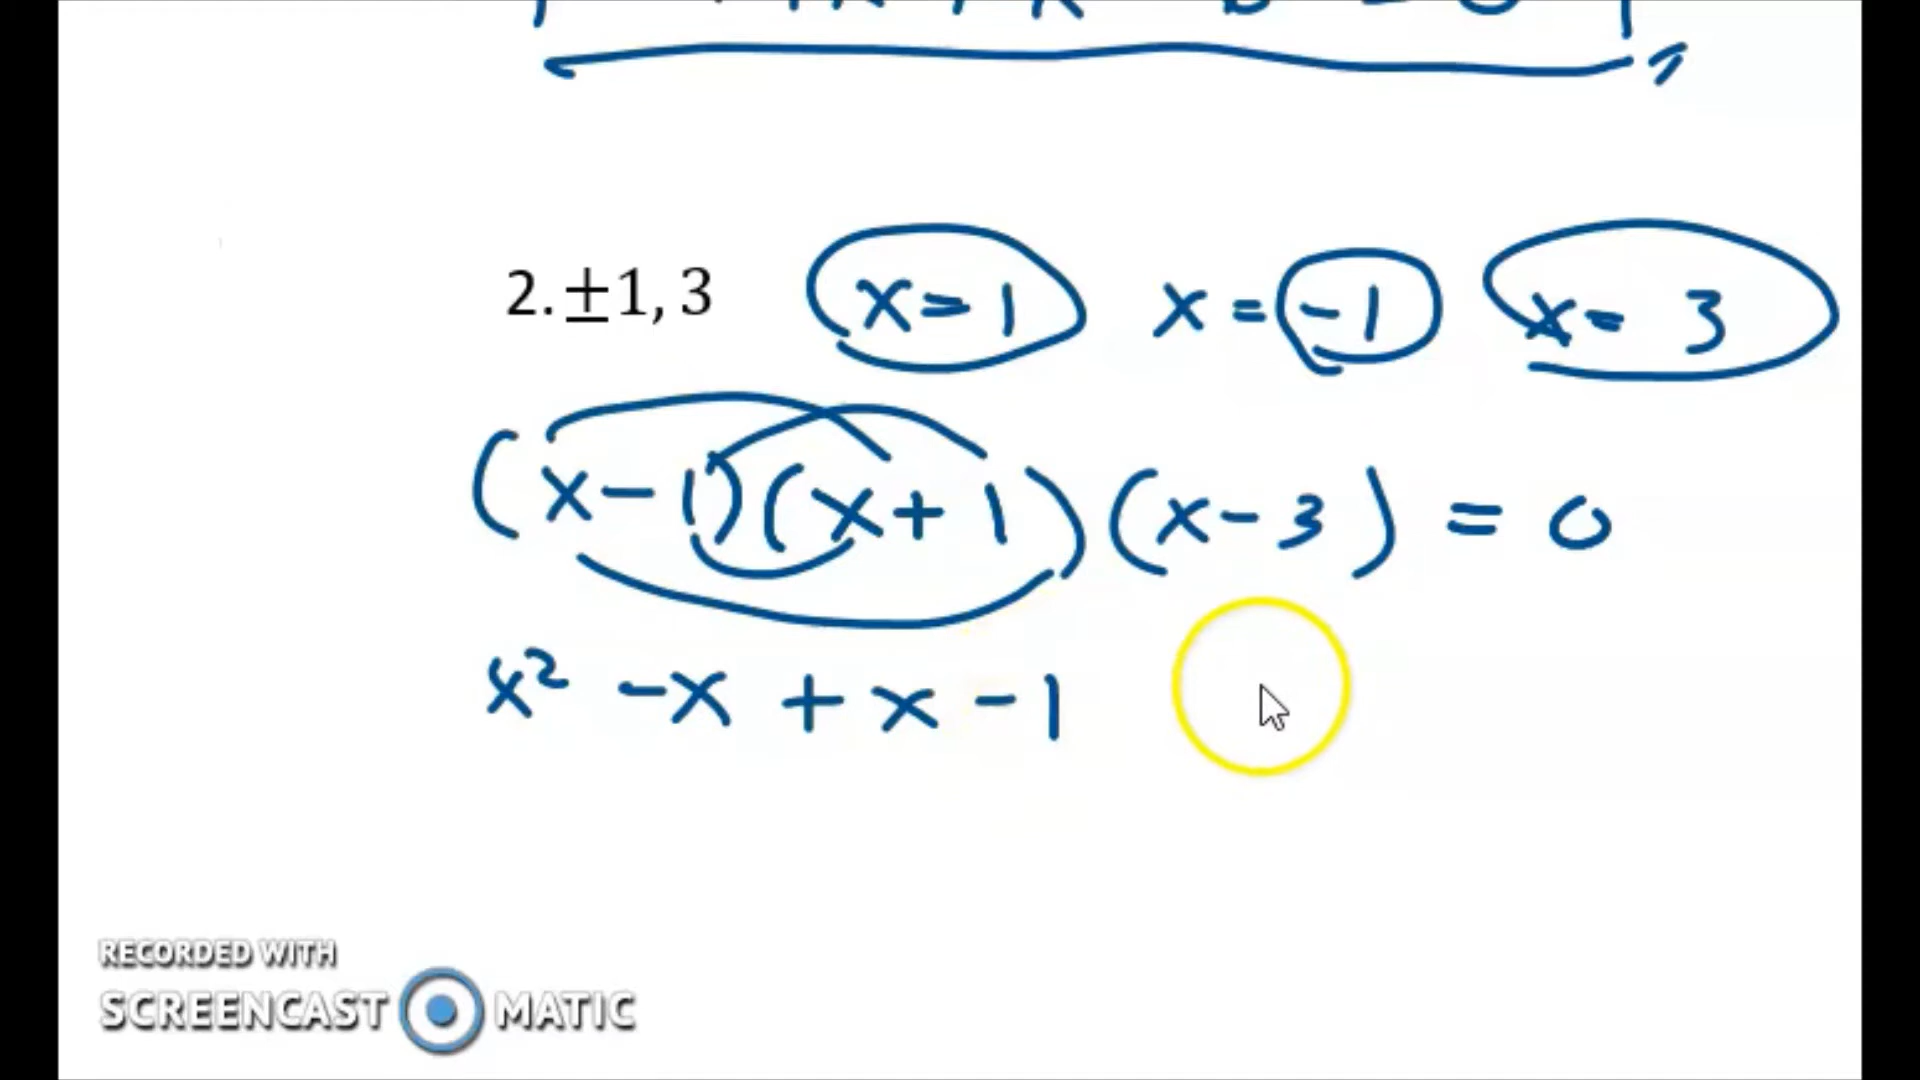 2. ±1, 3 x = 1 x = -1 x = 3
(x-1)(x+1)(x-3) = 0
x² -x + x -1
RECORDED WITH
SCREENCAST MATIC